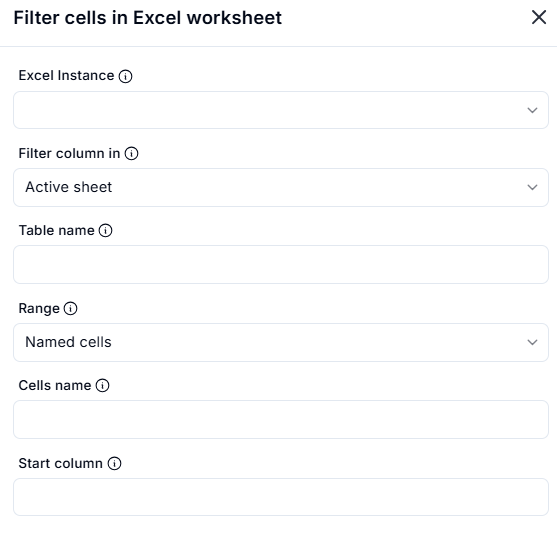 Filter cells in Excel worksheet
Excel Instance
Filter column in
Active sheet
Table name
Range
Named cells
Cells name
Start column